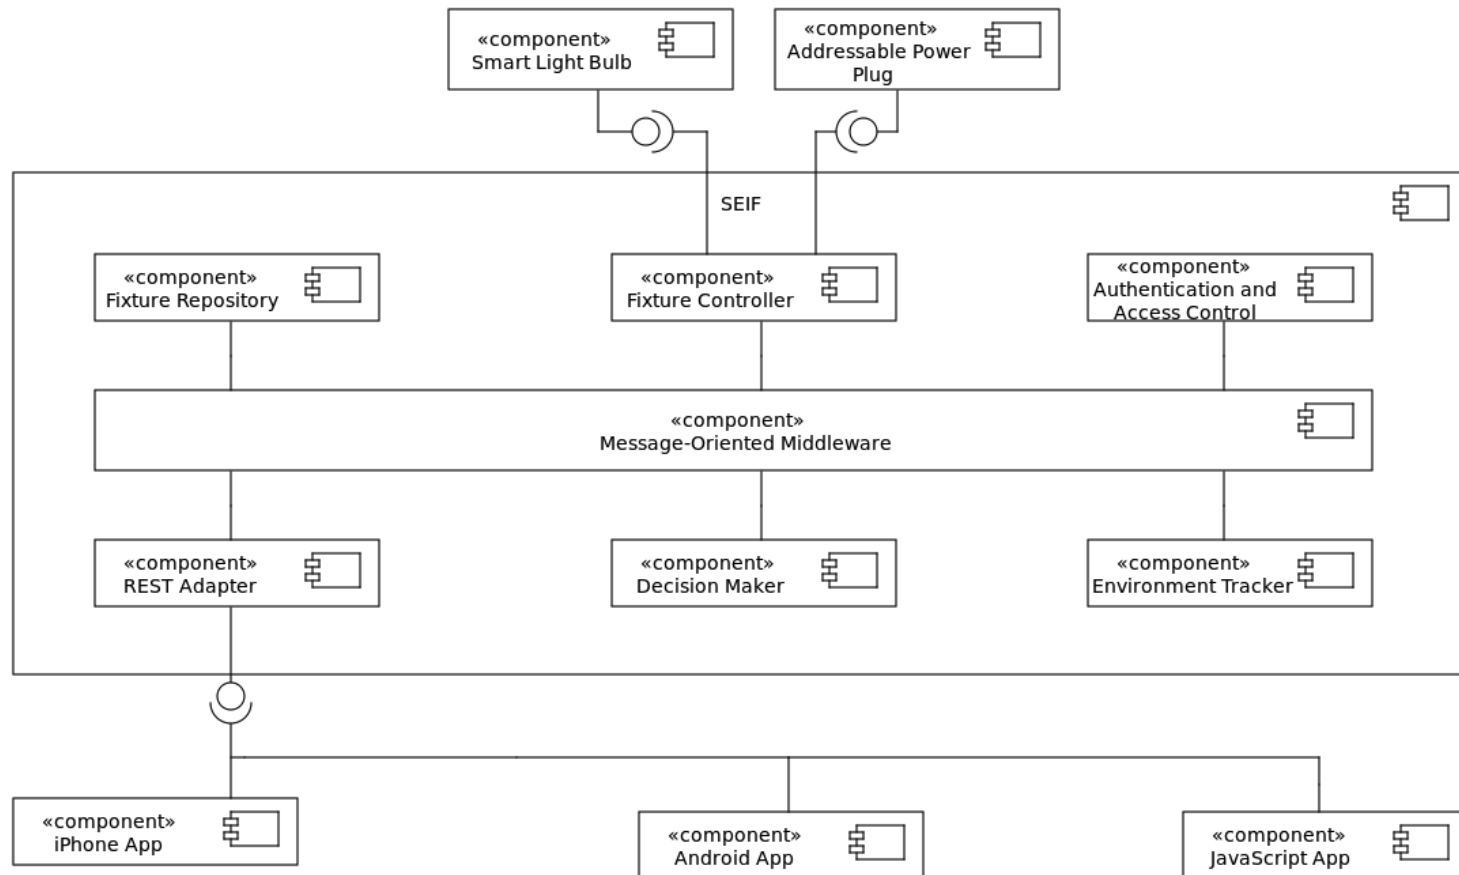 «component»
Smart Light Bulb
«component»
Addressable Power
Plug
SEIF
«component»
Fixture Repository
«component»
Fixture Controller
«component»
Authentication and
Access Control
«component»
Message-Oriented Middleware
«component»
REST Adapter
«component»
Decision Maker
«component»
Environment Tracker
«component»
iPhone App
«component»
Android App
«component»
JavaScript App